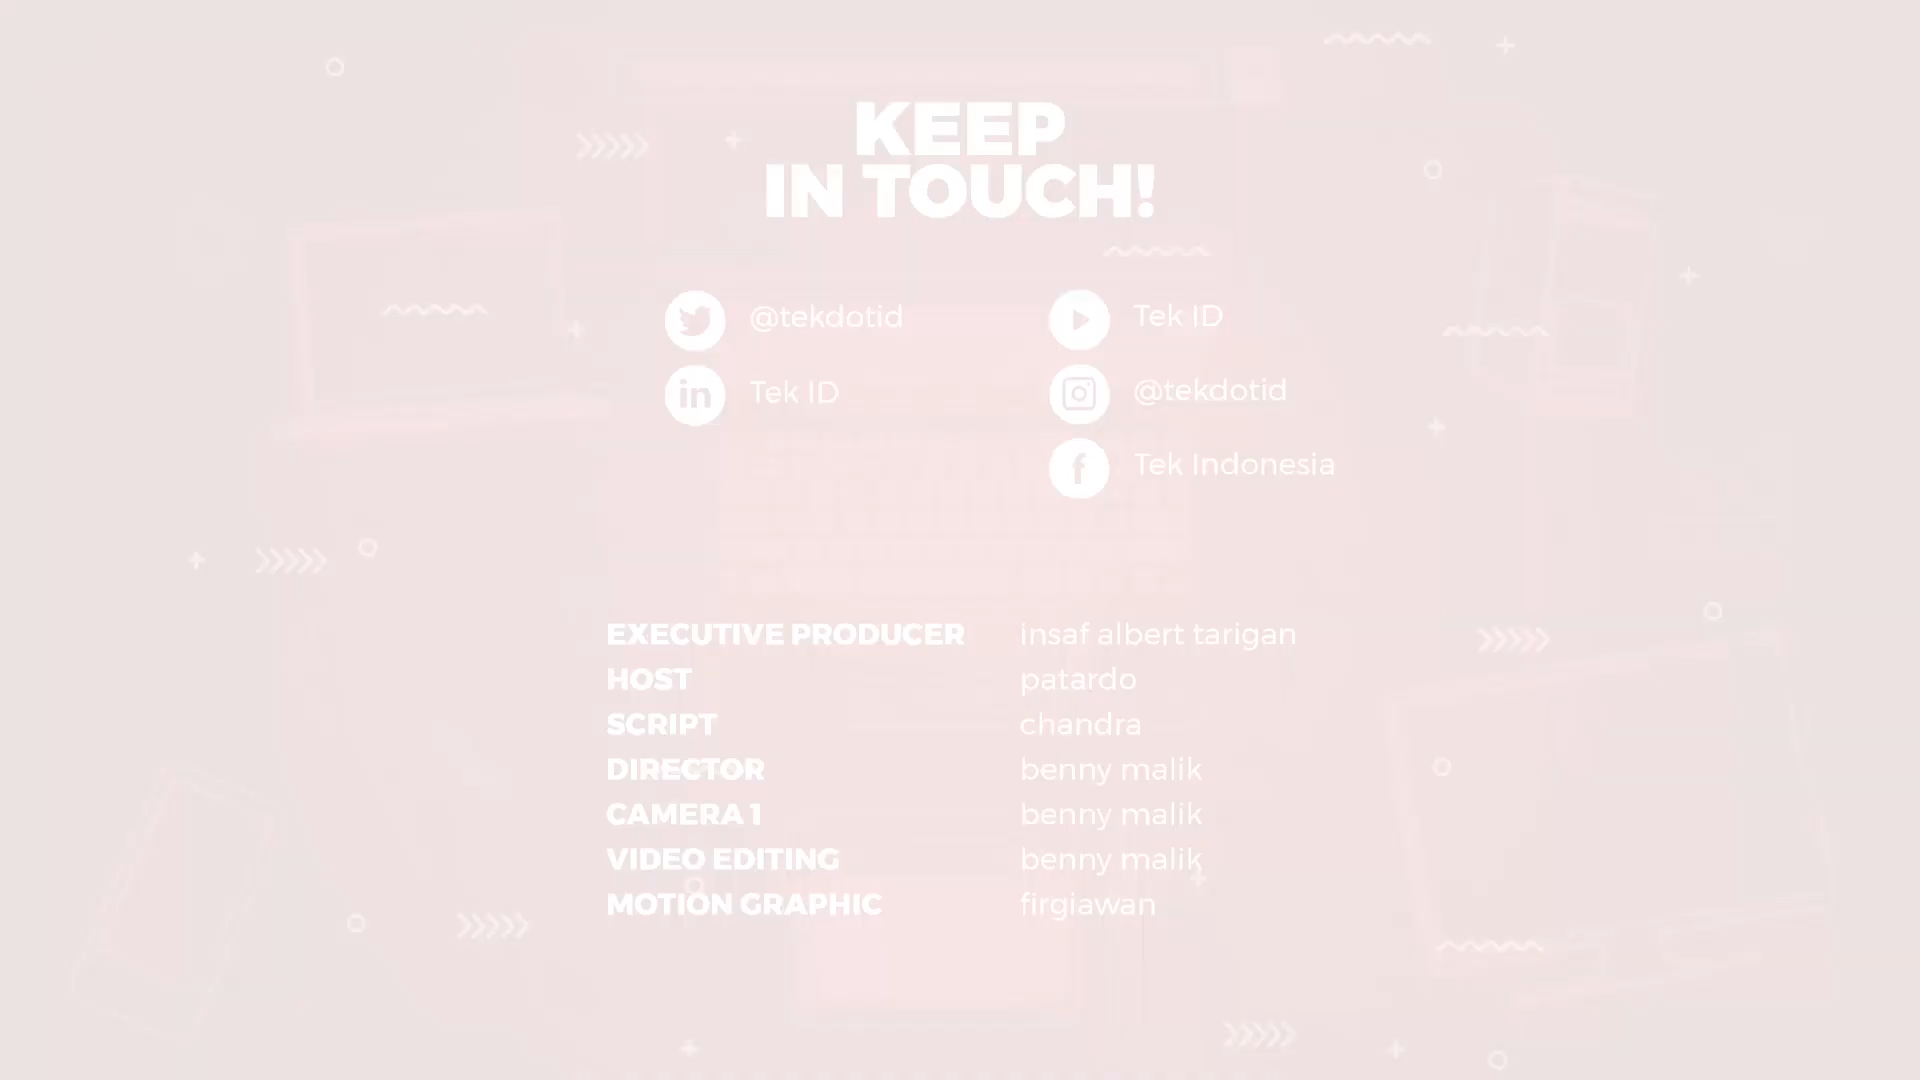 KEEP
IN TOUCH!
@tekdotid
Tek ID
Tek ID
@tekdotid
Tek Indonesia
EXECUTIVE PRODUCER insaf albert tarigan
HOST patardo
SCRIPT chandra
DIRECTOR benny malik
CAMERA 1 benny malik
VIDEO EDITING benny malik
MOTION GRAPHIC firgiawan